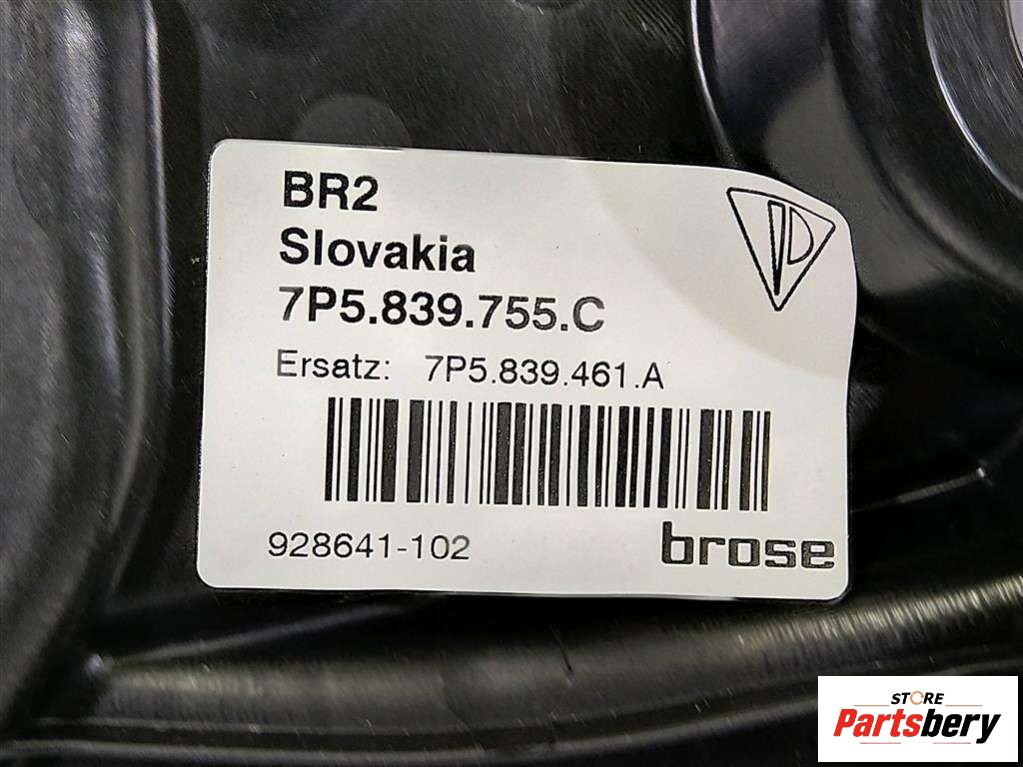 BR2
Slovakia
7P5.839.755.C
Ersatz: 7P5.839.461.A
928641-102
brose
STORE
Partsbery